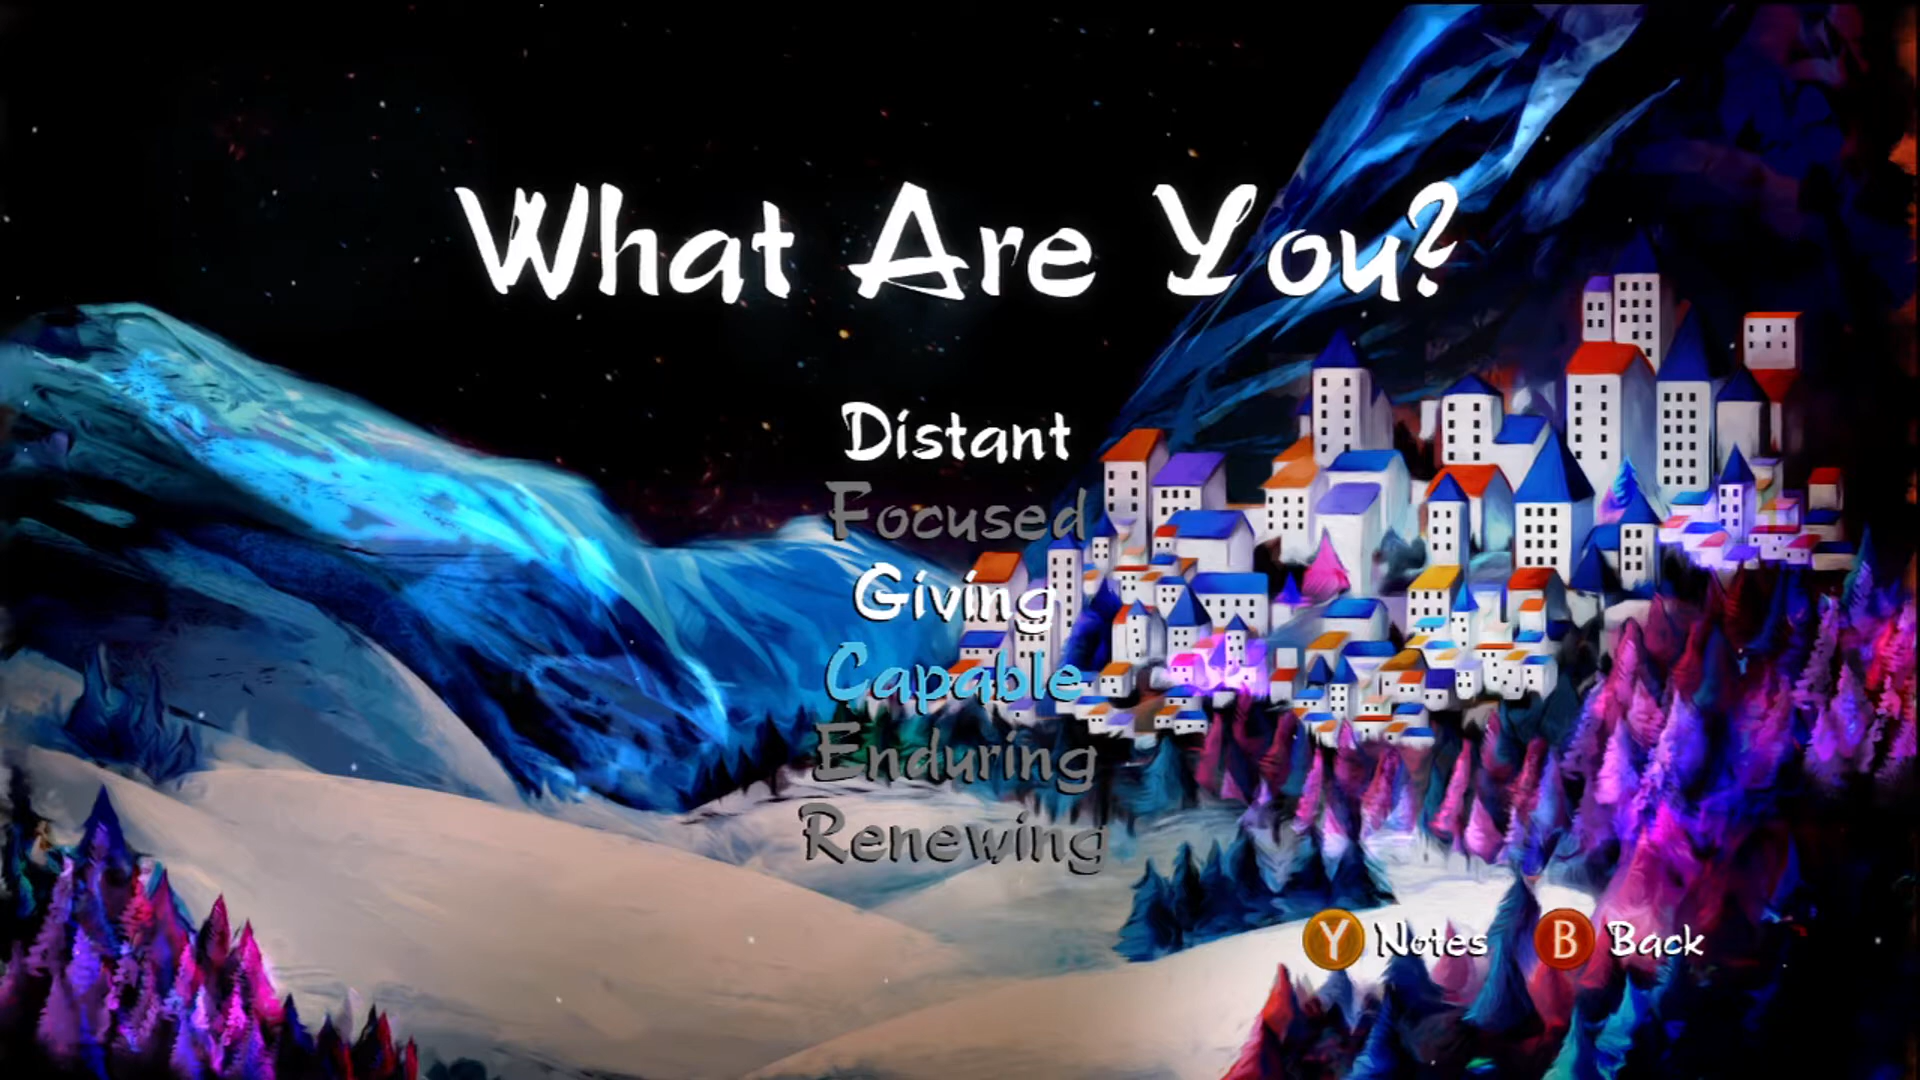 What Are You?
Distant
Focused
Giving
Capable
Enduring
Renewing
Y Notes B Back